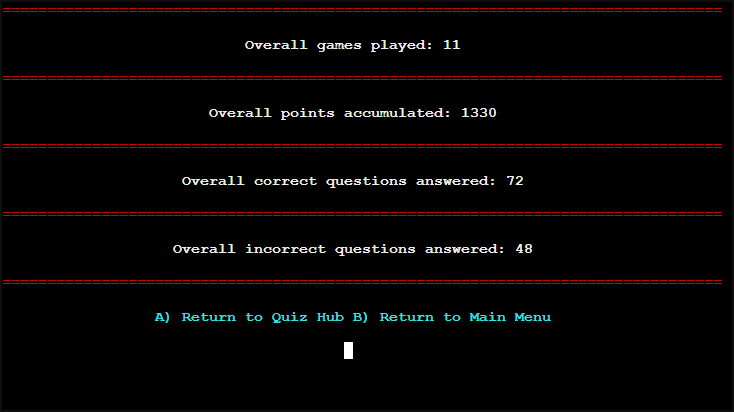 Overall games played: 11
Overall points accumulated: 1330
Overall correct questions answered: 72
Overall incorrect questions answered: 48
A) Return to Quiz Hub B) Return to Main Menu